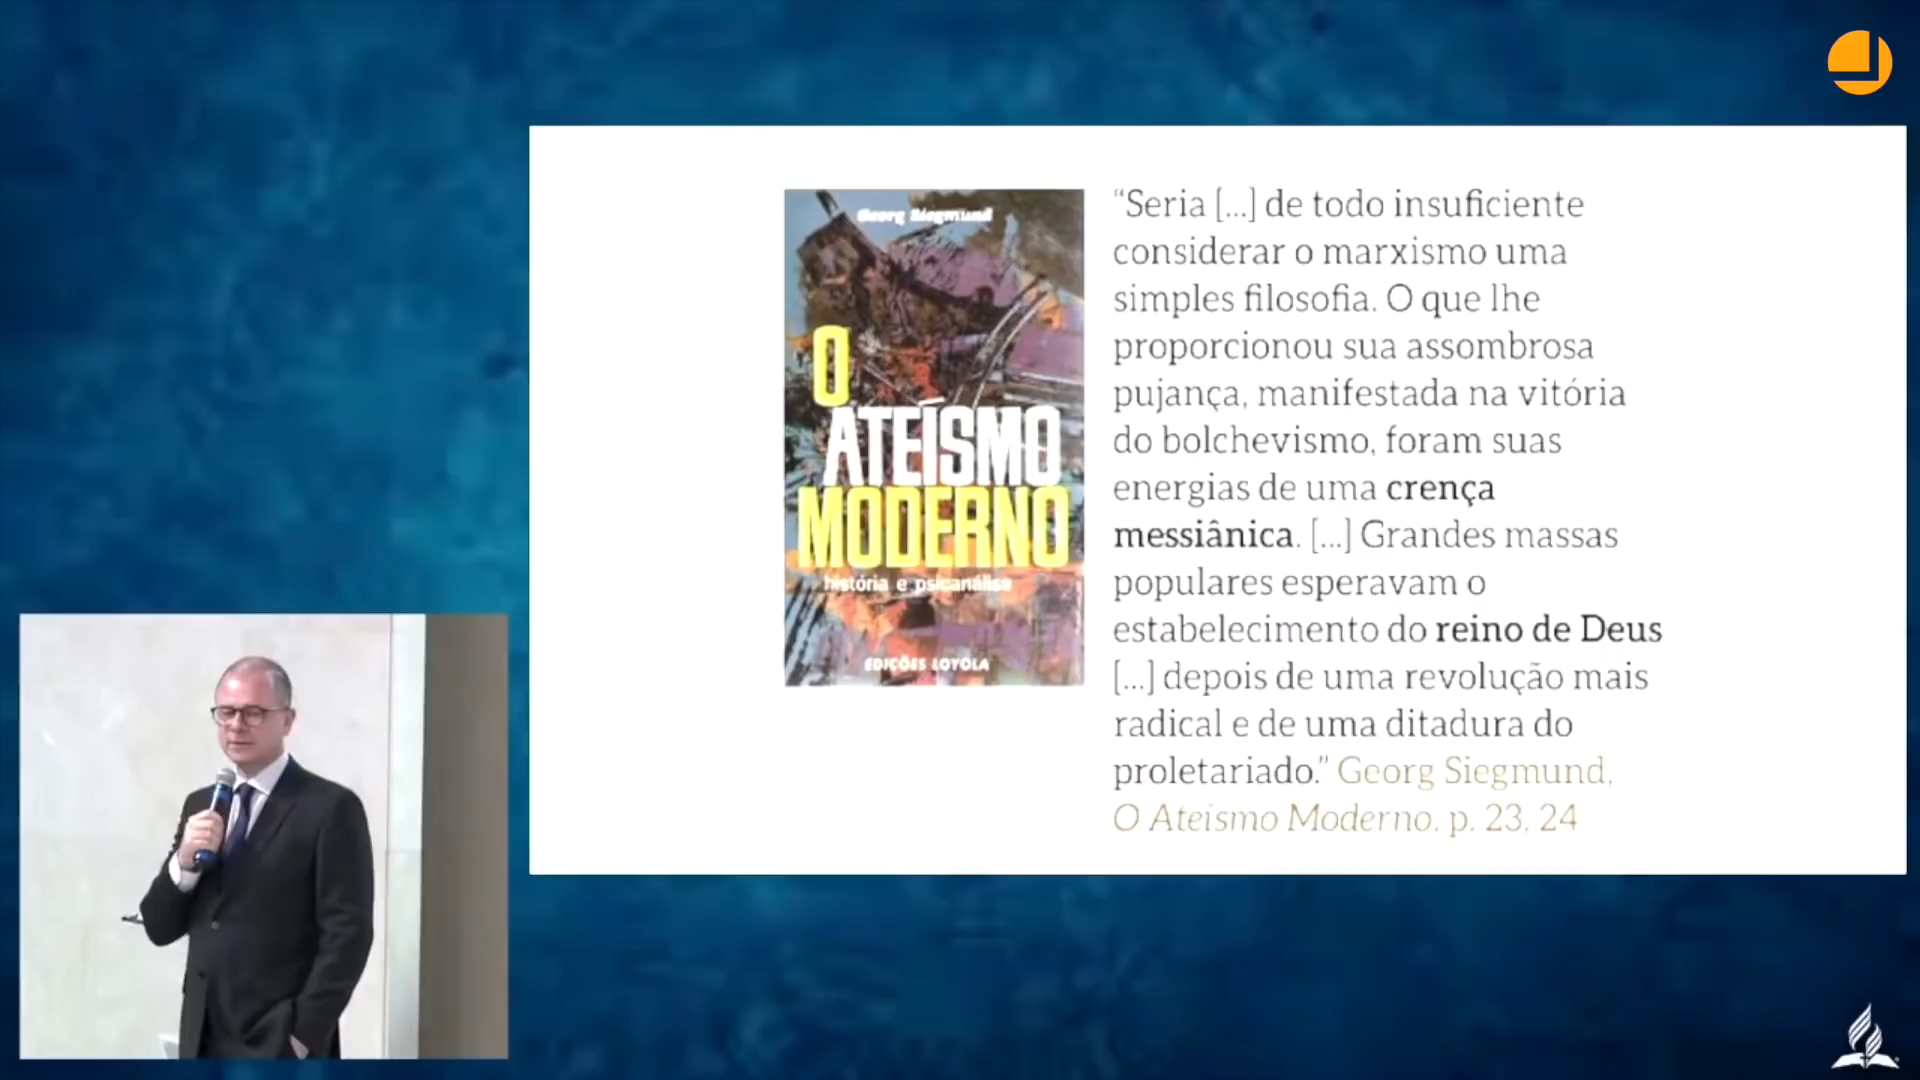 Georg Siegmund
O
ATEÍSMO
MODERNO
história e psicanálise
EDIÇÕES LOYOLA
“Seria [...] de todo insuficiente
considerar o marxismo uma
simples filosofia. O que lhe
proporcionou sua assombrosa
pujança, manifestada na vitória
do bolchevismo, foram suas
energias de uma crença
messiânica. [...] Grandes massas
populares esperavam o
estabelecimento do reino de Deus
[...] depois de uma revolução mais
radical e de uma ditadura do
proletariado.” Georg Siegmund,
O Ateísmo Moderno, p. 23, 24